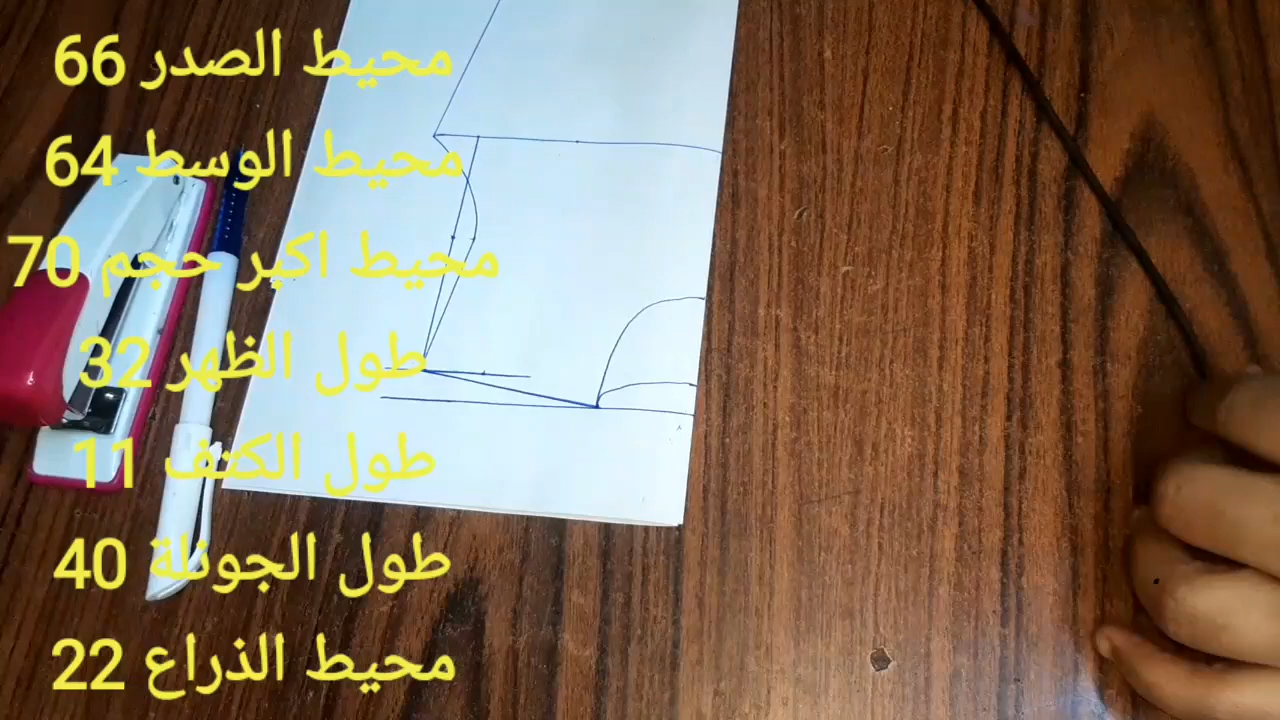 محيط الصدر 66
محيط الوسط 64
محيط اكبر حجم 70
طول الظهر 32
طول الكتف 11
طول الجونلة 40
محيط الذراع 22